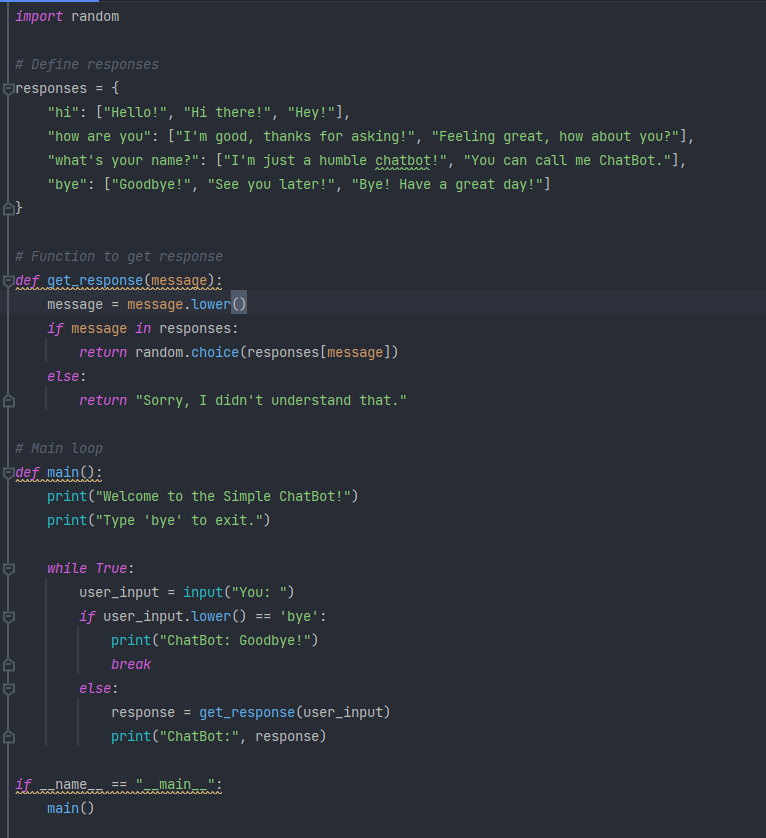 import random

# Define responses
responses = {
    "hi": ["Hello!", "Hi there!", "Hey!"],
    "how are you": ["I'm good, thanks for asking!", "Feeling great, how about you?"],
    "what's your name?": ["I'm just a humble chatbot!", "You can call me ChatBot."],
    "bye": ["Goodbye!", "See you later!", "Bye! Have a great day!"]
}

# Function to get response
def get_response(message):
    message = message.lower()
    if message in responses:
        return random.choice(responses[message])
    else:
        return "Sorry, I didn't understand that."

# Main loop
def main():
    print("Welcome to the Simple ChatBot!")
    print("Type 'bye' to exit.")

    while True:
        user_input = input("You: ")
        if user_input.lower() == 'bye':
            print("ChatBot: Goodbye!")
            break
        else:
            response = get_response(user_input)
            print("ChatBot:", response)

if __name__ == "__main__":
    main()